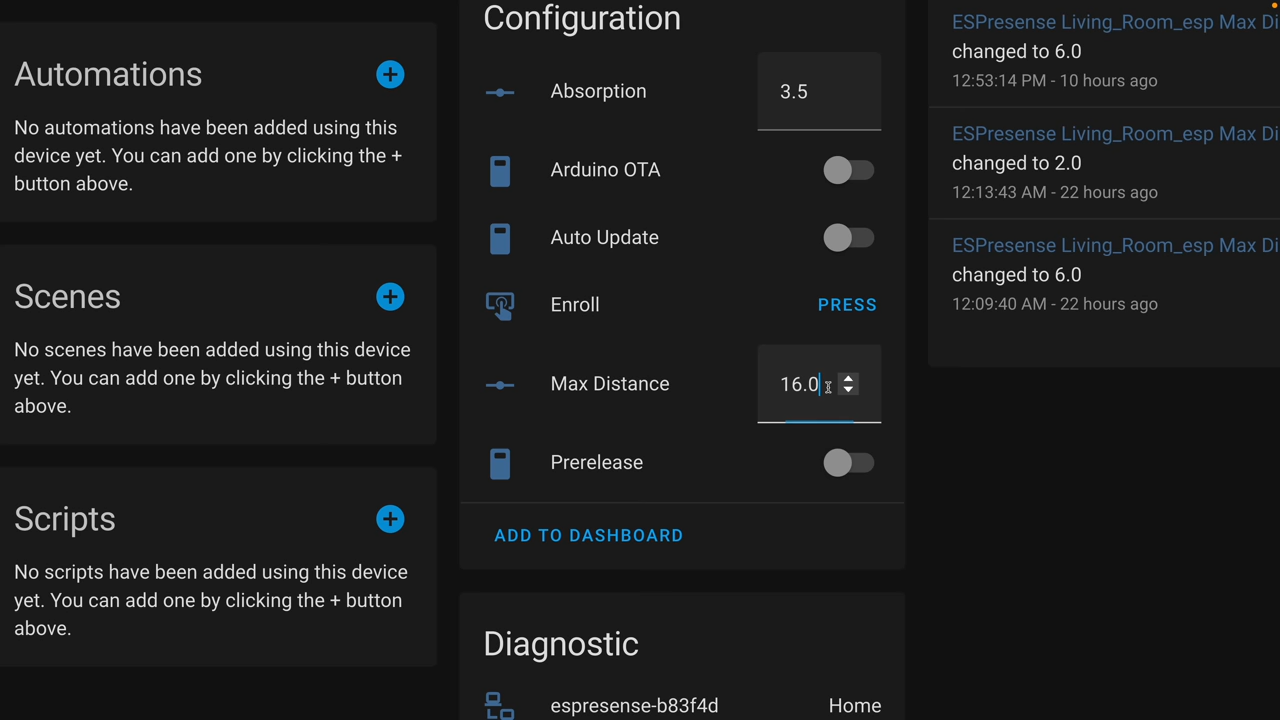 Automations
No automations have been added using this
device yet. You can add one by clicking the +
button above.
Scenes
No scenes have been added using this device
yet. You can add one by clicking the + button
above.
Scripts
No scripts have been added using this device
yet. You can add one by clicking the + button
above.
Configuration
Absorption 3.5
Arduino OTA
Auto Update
Enroll PRESS
Max Distance 16.0
Prerelease
ADD TO DASHBOARD
Diagnostic
espresense-b83f4d Home
ESPresense Living_Room_esp Max Di
changed to 6.0
12:53:14 PM - 10 hours ago
ESPresense Living_Room_esp Max Di
changed to 2.0
12:13:43 AM - 22 hours ago
ESPresense Living_Room_esp Max Di
changed to 6.0
12:09:40 AM - 22 hours ago